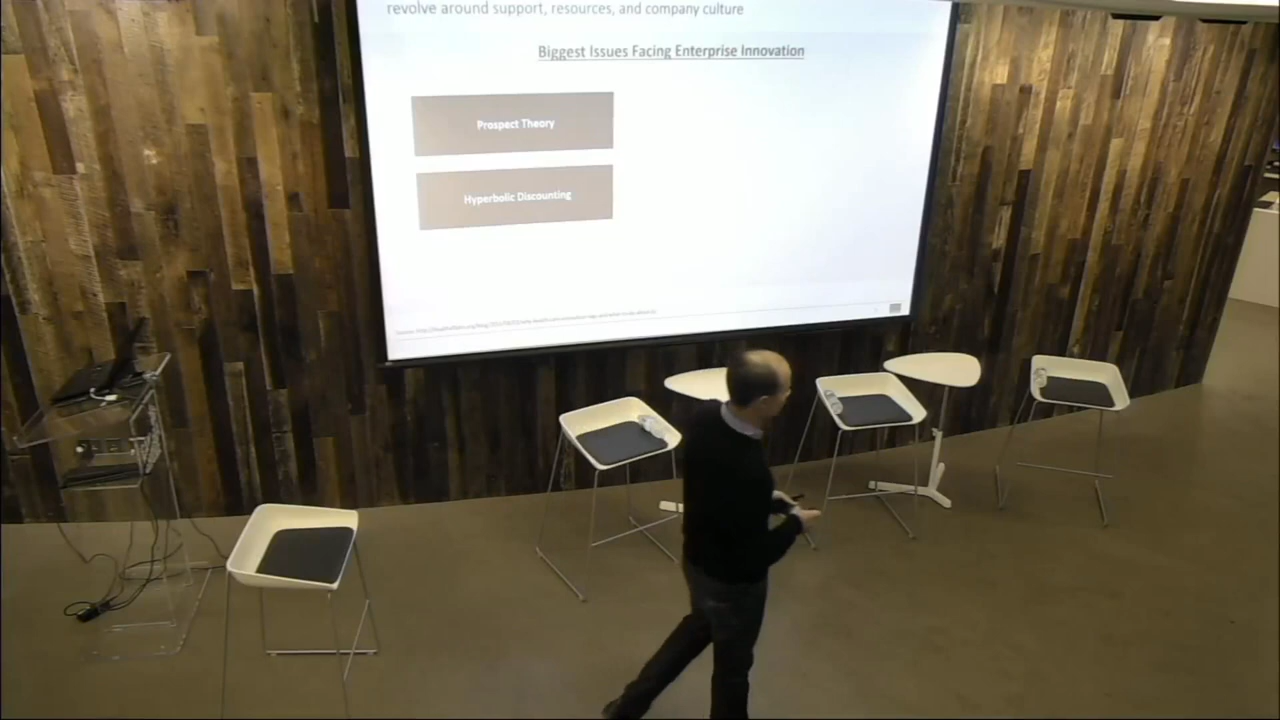 revolve around support, resources, and company culture
Biggest Issues Facing Enterprise Innovation
Prospect Theory
Hyperbolic Discounting